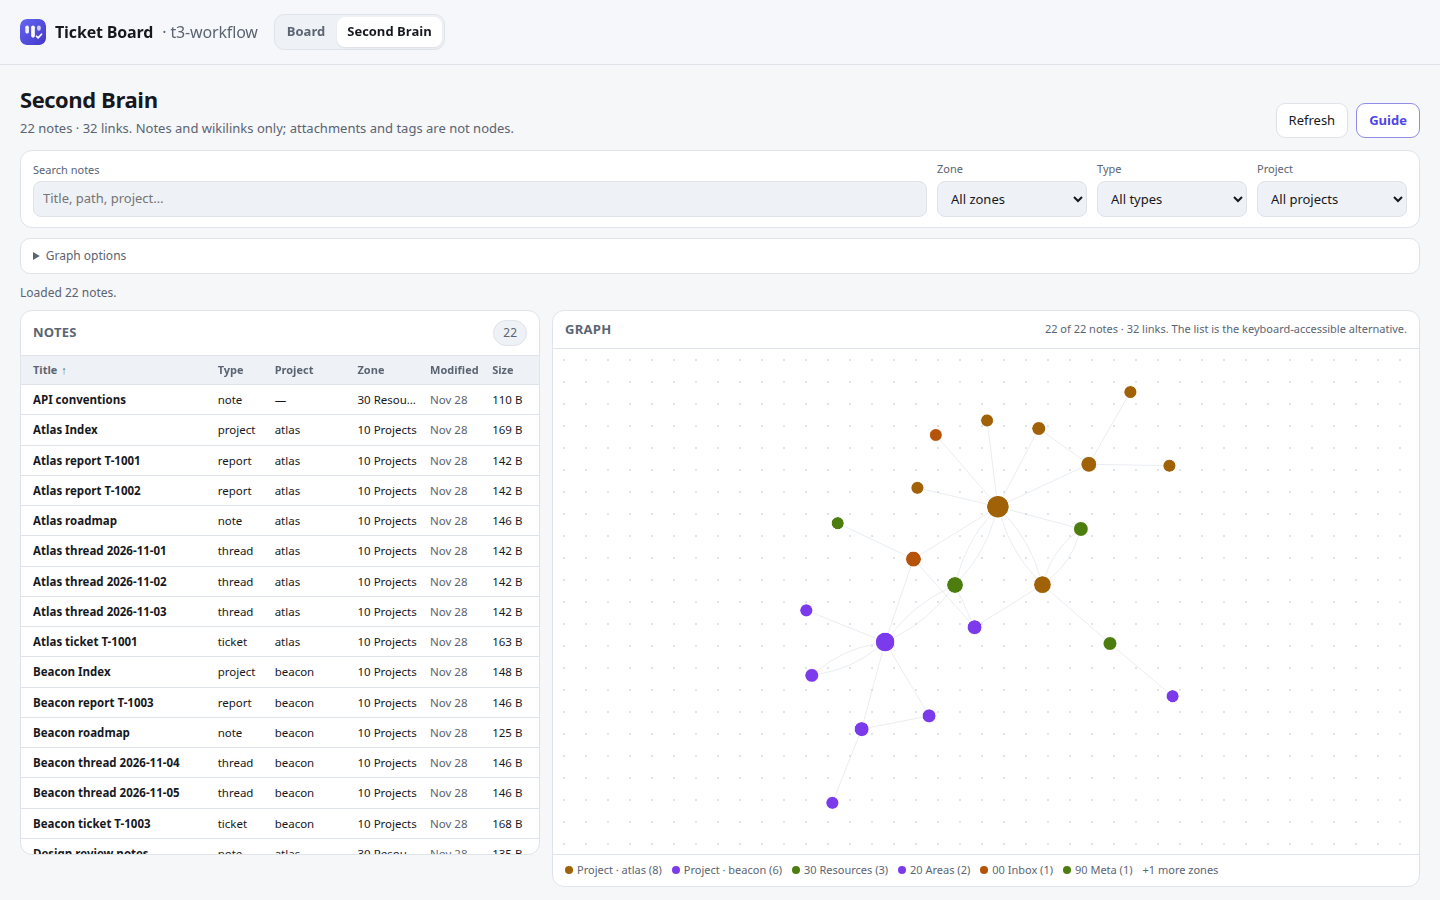 Ticket Board · t3-workflow Board Second Brain
Second Brain
22 notes · 32 links. Notes and wikilinks only; attachments and tags are not nodes.
Refresh Guide
Search notes Zone Type Project
Title, path, project... All zones All types All projects
▶ Graph options
Loaded 22 notes.
NOTES 22
Title ↑ Type Project Zone Modified Size
API conventions note — 30 Resou... Nov 28 110 B
Atlas Index project atlas 10 Projects Nov 28 169 B
Atlas report T-1001 report atlas 10 Projects Nov 28 142 B
Atlas report T-1002 report atlas 10 Projects Nov 28 142 B
Atlas roadmap note atlas 10 Projects Nov 28 146 B
Atlas thread 2026-11-01 thread atlas 10 Projects Nov 28 142 B
Atlas thread 2026-11-02 thread atlas 10 Projects Nov 28 142 B
Atlas thread 2026-11-03 thread atlas 10 Projects Nov 28 142 B
Atlas ticket T-1001 ticket atlas 10 Projects Nov 28 163 B
Beacon Index project beacon 10 Projects Nov 28 148 B
Beacon report T-1003 report beacon 10 Projects Nov 28 146 B
Beacon roadmap note beacon 10 Projects Nov 28 125 B
Beacon thread 2026-11-04 thread beacon 10 Projects Nov 28 146 B
Beacon thread 2026-11-05 thread beacon 10 Projects Nov 28 146 B
Beacon ticket T-1003 ticket beacon 10 Projects Nov 28 168 B
Design review notes note atlas 30 Resou... Nov 28 135 B
GRAPH 22 of 22 notes · 32 links. The list is the keyboard-accessible alternative.
Project · atlas (8) Project · beacon (6) 30 Resources (3) 20 Areas (2) 00 Inbox (1) 90 Meta (1) +1 more zones